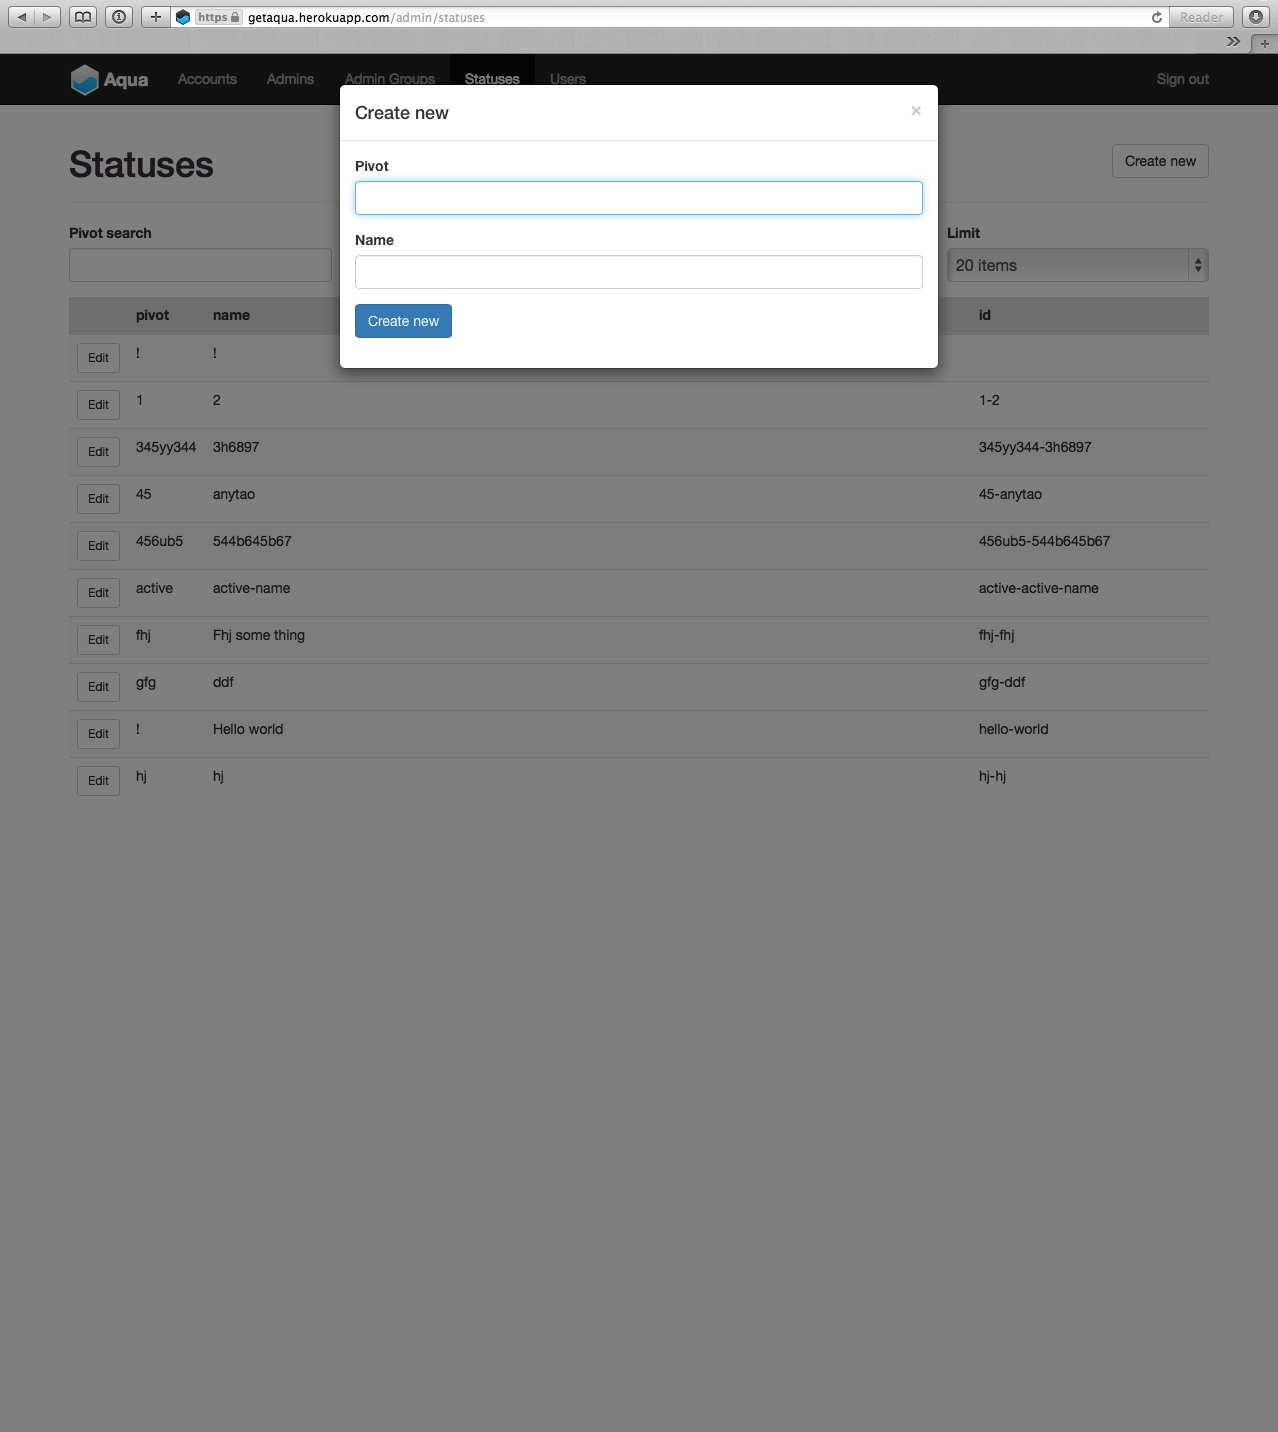 https getaqua.herokuapp.com/admin/statuses Reader
Aqua Accounts Admins Admin Groups Statuses Users Sign out
Create new ×
Statuses
Create new
Pivot
Name
Create new
Pivot search
Limit
20 items
pivot name id
Edit ! !
Edit 1 2 1-2
Edit 345yy344 3h6897 345yy344-3h6897
Edit 45 anytao 45-anytao
Edit 456ub5 544b645b67 456ub5-544b645b67
Edit active active-name active-active-name
Edit fhj Fhj some thing fhj-fhj
Edit gfg ddf gfg-ddf
Edit ! Hello world hello-world
Edit hj hj hj-hj